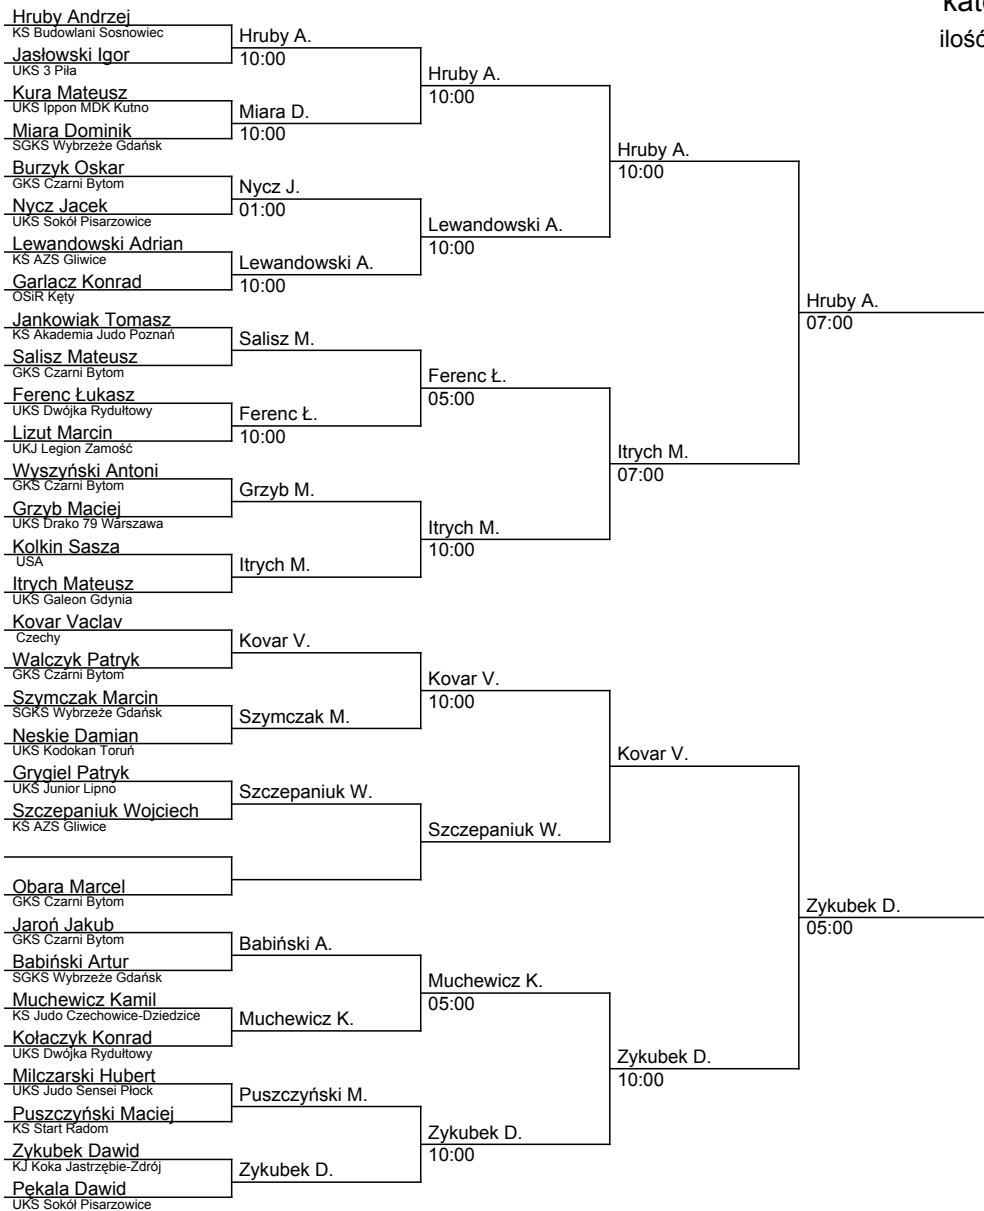 Hruby Andrzej
KS Budowlani Sosnowiec
Jasłowski Igor
UKS 3 Piła
Kura Mateusz
UKS Ippon MDK Kutno
Miara Dominik
SGKS Wybrzeże Gdańsk
Burzyk Oskar
GKS Czarni Bytom
Nycz Jacek
UKS Sokół Pisarzowice
Lewandowski Adrian
KS AZS Gliwice
Garlacz Konrad
OSiR Kęty
Jankowiak Tomasz
KS Akademia Judo Poznań
Salisz Mateusz
GKS Czarni Bytom
Ferenc Łukasz
UKS Dwójka Rydułtowy
Lizut Marcin
UKJ Legion Zamość
Wyszyński Antoni
GKS Czarni Bytom
Grzyb Maciej
UKS Drako 79 Warszawa
Kolkin Sasza
USA
Itrych Mateusz
UKS Galeon Gdynia
Kovar Vaclav
Czechy
Walczyk Patryk
GKS Czarni Bytom
Szymczak Marcin
SGKS Wybrzeże Gdańsk
Neskie Damian
UKS Kodokan Toruń
Grygiel Patryk
UKS Junior Lipno
Szczepaniuk Wojciech
KS AZS Gliwice
Obara Marcel
GKS Czarni Bytom
Jaroń Jakub
GKS Czarni Bytom
Babiński Artur
SGKS Wybrzeże Gdańsk
Muchewicz Kamil
KS Judo Czechowice-Dziedzice
Kołaczyk Konrad
UKS Dwójka Rydułtowy
Milczarski Hubert
UKS Judo Sensei Płock
Puszczyński Maciej
KS Start Radom
Zykubek Dawid
KJ Koka Jastrzębie-Zdrój
Pękala Dawid
UKS Sokół Pisarzowice
Hruby A.
10:00
Miara D.
10:00
Nycz J.
01:00
Lewandowski A.
10:00
Salisz M.
Ferenc Ł.
10:00
Grzyb M.
Itrych M.
Kovar V.
Szymczak M.
Szczepaniuk W.
Babiński A.
Muchewicz K.
Puszczyński M.
Zykubek D.
Hruby A.
10:00
Lewandowski A.
10:00
Ferenc Ł.
05:00
Itrych M.
10:00
Kovar V.
10:00
Szczepaniuk W.
Muchewicz K.
05:00
Zykubek D.
10:00
Hruby A.
10:00
Itrych M.
07:00
Kovar V.
Zykubek D.
10:00
Hruby A.
07:00
Zykubek D.
05:00
ilość